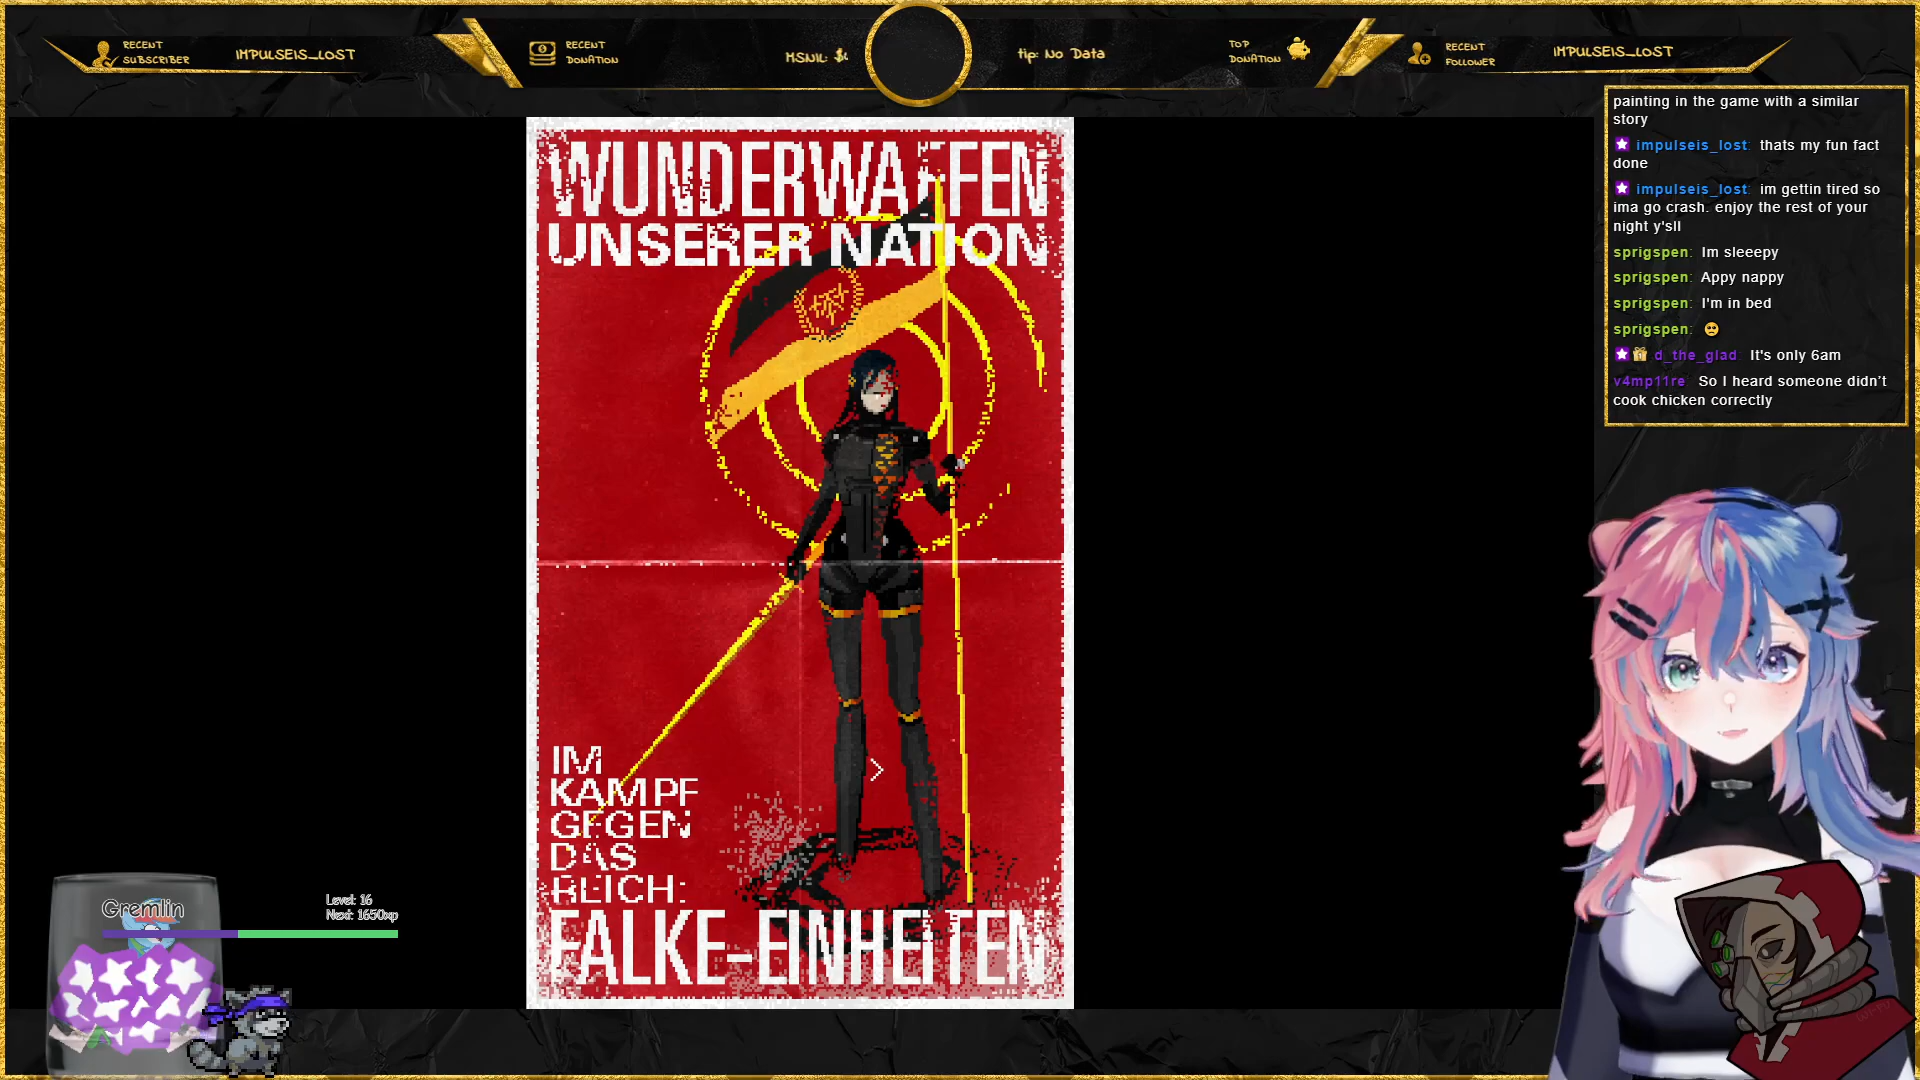 RECENT
SUBSCRIBER
IMPULSEIS_LOST
RECENT
DONATION
MSNIL: $
tip: No Data
TOP
DONATION
RECENT
FOLLOWER
IMPULSEIS_LOST
painting in the game with a similar
story
impulseis_lost: thats my fun fact
done
impulseis_lost: im gettin tired so
ima go crash. enjoy the rest of your
night y'sll
sprigspen: Im sleeepy
sprigspen: Appy nappy
sprigspen: I'm in bed
sprigspen:
d_the_glad: It's only 6am
v4mp11re: So I heard someone didn't
cook chicken correctly
WUNDERWAFFEN
UNSERER NATION
IM
KAMPF
GEGEN
DAS
REICH:
FALKE-EINHEITEN
Gremlin
Level: 16
Next: 1650xp